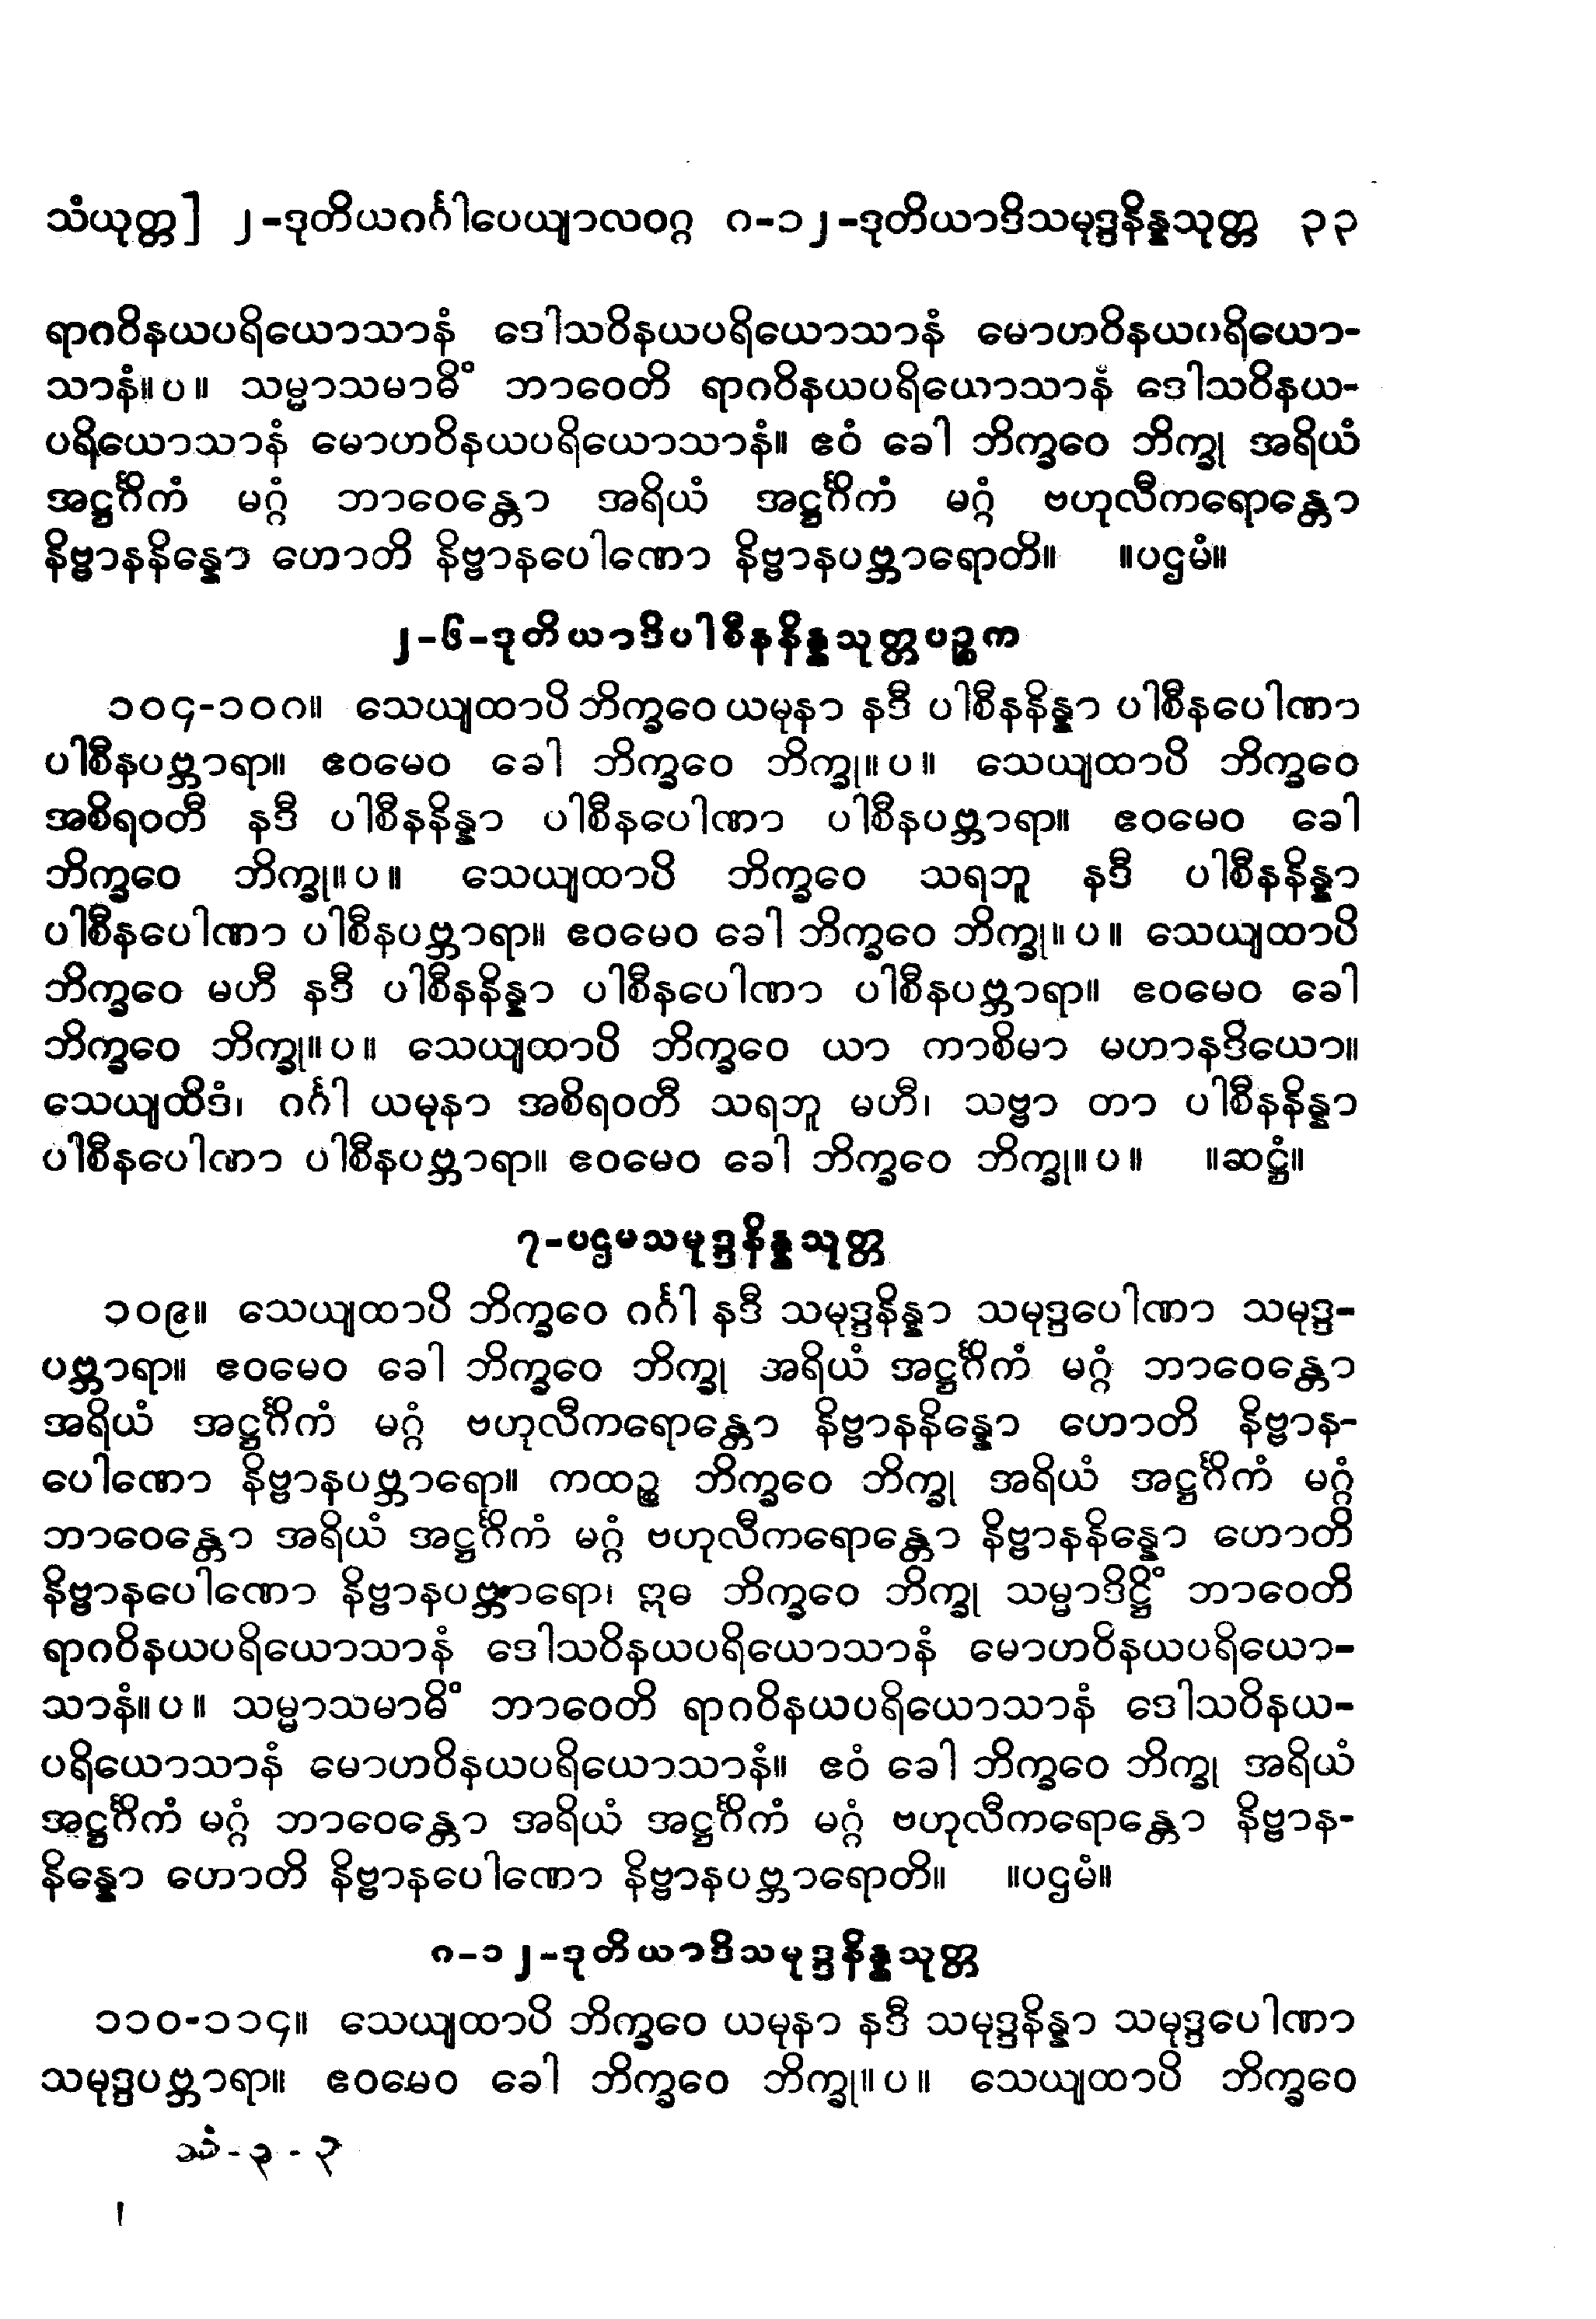 သံယုတ္တ] ၂-ဒုတိယဂင်္ဂါပေယျာလဝဂ္ဂ ၈-၁၂-ဒုတိယာဒိသမုဒ္ဒနိန္နသုတ္တ ၃၃
ရာဂဝိနယပရိယောသာနံ ဒေါသဝိနယပရိယောသာနံ မောဟဝိနယပရိယော-
သာနံ။ပ။ သမ္မာသမာဓိံ ဘာဝေတိ ရာဂဝိနယပရိယောသာနံ ဒေါသဝိနယ-
ပရိယောသာနံ မောဟဝိနယပရိယောသာနံ။ ဧဝံ ခေါ ဘိက္ခဝေ ဘိက္ခု အရိယံ
အဋ္ဌင်္ဂိကံ မဂ္ဂံ ဘာဝေန္တော အရိယံ အဋ္ဌင်္ဂိကံ မဂ္ဂံ ဗဟုလီကရောန္တော
နိဗ္ဗာနနိန္နော ဟောတိ နိဗ္ဗာနပေါဏော နိဗ္ဗာနပဗ္ဘာရောတိ။ ။ပဌမံ။
၂-၆-ဒုတိယာဒိပါစီနနိန္နသုတ္တပဉ္စက
၁၀၄-၁၀၈။ သေယျထာပိ ဘိက္ခဝေ ယမုနာ နဒီ ပါစီနနိန္နာ ပါစီနပေါဏာ
ပါစီနပဗ္ဘာရာ။ ဧဝမေဝ ခေါ ဘိက္ခဝေ ဘိက္ခု။ပ။ သေယျထာပိ ဘိက္ခဝေ
အစိရဝတီ နဒီ ပါစီနနိန္နာ ပါစီနပေါဏာ ပါစီနပဗ္ဘာရာ။ ဧဝမေဝ ခေါ
ဘိက္ခဝေ ဘိက္ခု။ပ။ သေယျထာပိ ဘိက္ခဝေ သရဘူ နဒီ ပါစီနနိန္နာ
ပါစီနပေါဏာ ပါစီနပဗ္ဘာရာ။ ဧဝမေဝ ခေါ ဘိက္ခဝေ ဘိက္ခု။ပ။ သေယျထာပိ
ဘိက္ခဝေ မဟီ နဒီ ပါစီနနိန္နာ ပါစီနပေါဏာ ပါစီနပဗ္ဘာရာ။ ဧဝမေဝ ခေါ
ဘိက္ခဝေ ဘိက္ခု။ပ။ သေယျထာပိ ဘိက္ခဝေ ယာ ကာစိမာ မဟာနဒိယော။
သေယျထိဒံ၊ ဂင်္ဂါ ယမုနာ အစိရဝတီ သရဘူ မဟီ၊ သဗ္ဗာ တာ ပါစီနနိန္နာ
ပါစီနပေါဏာ ပါစီနပဗ္ဘာရာ။ ဧဝမေဝ ခေါ ဘိက္ခဝေ ဘိက္ခု။ပ။ ။ဆဋ္ဌံ။
၇-ပဌမသမုဒ္ဒနိန္နသုတ္တ
၁၀၉။ သေယျထာပိ ဘိက္ခဝေ ဂင်္ဂါ နဒီ သမုဒ္ဒနိန္နာ သမုဒ္ဒပေါဏာ သမုဒ္ဒ-
ပဗ္ဘာရာ။ ဧဝမေဝ ခေါ ဘိက္ခဝေ ဘိက္ခု အရိယံ အဋ္ဌင်္ဂိကံ မဂ္ဂံ ဘာဝေန္တော
အရိယံ အဋ္ဌင်္ဂိကံ မဂ္ဂံ ဗဟုလီကရောန္တော နိဗ္ဗာနနိန္နော ဟောတိ နိဗ္ဗာန-
ပေါဏော နိဗ္ဗာနပဗ္ဘာရော။ ကထဉ္စ ဘိက္ခဝေ ဘိက္ခု အရိယံ အဋ္ဌင်္ဂိကံ မဂ္ဂံ
ဘာဝေန္တော အရိယံ အဋ္ဌင်္ဂိကံ မဂ္ဂံ ဗဟုလီကရောန္တော နိဗ္ဗာနနိန္နော ဟောတိ
နိဗ္ဗာနပေါဏော နိဗ္ဗာနပဗ္ဘာရော၊ ဣဓ ဘိက္ခဝေ ဘိက္ခု သမ္မာဒိဋ္ဌိံ ဘာဝေတိ
ရာဂဝိနယပရိယောသာနံ ဒေါသဝိနယပရိယောသာနံ မောဟဝိနယပရိယော-
သာနံ။ပ။ သမ္မာသမာဓိံ ဘာဝေတိ ရာဂဝိနယပရိယောသာနံ ဒေါသဝိနယ-
ပရိယောသာနံ မောဟဝိနယပရိယောသာနံ။ ဧဝံ ခေါ ဘိက္ခဝေ ဘိက္ခု အရိယံ
အဋ္ဌင်္ဂိကံ မဂ္ဂံ ဘာဝေန္တော အရိယံ အဋ္ဌင်္ဂိကံ မဂ္ဂံ ဗဟုလီကရောန္တော နိဗ္ဗာန-
နိန္နော ဟောတိ နိဗ္ဗာနပေါဏော နိဗ္ဗာနပဗ္ဘာရောတိ။ ။ပဌမံ။
၈-၁၂-ဒုတိယာဒိသမုဒ္ဒနိန္နသုတ္တ
၁၁၀-၁၁၄။ သေယျထာပိ ဘိက္ခဝေ ယမုနာ နဒီ သမုဒ္ဒနိန္နာ သမုဒ္ဒပေါဏာ
သမုဒ္ဒပဗ္ဘာရာ။ ဧဝမေဝ ခေါ ဘိက္ခဝေ ဘိက္ခု။ပ။ သေယျထာပိ ဘိက္ခဝေ
သံ-၃-၃